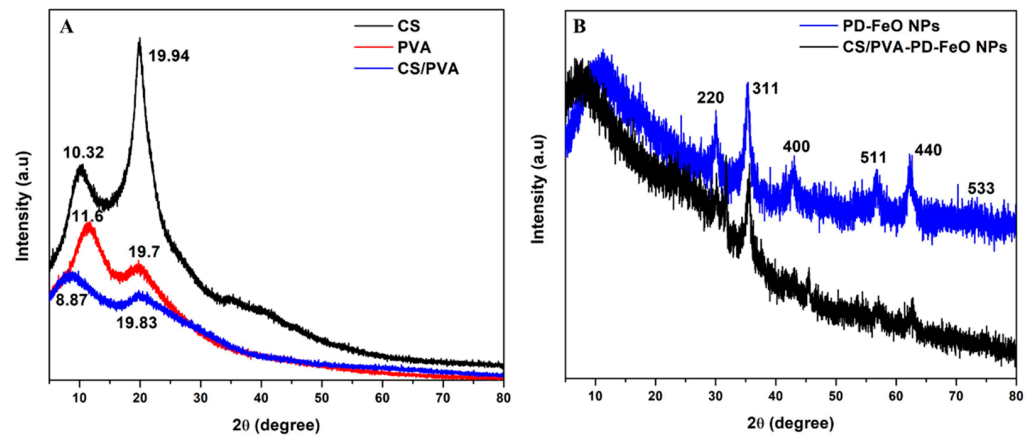 A
CS
PVA
CS/PVA
19.94
10.32
11.6
19.7
8.87
19.83
Intensity (a.u)
10 20 30 40 50 60 70 80
2θ (degree)
B
PD-FeO NPs
CS/PVA-PD-FeO NPs
220
311
400
511
440
533
Intensity (a.u)
10 20 30 40 50 60 70 80
2θ (degree)